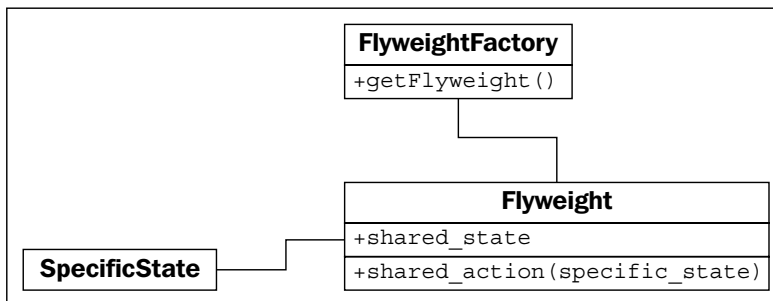 FlyweightFactory
+getFlyweight()
Flyweight
+shared_state
+shared_action(specific_state)
SpecificState